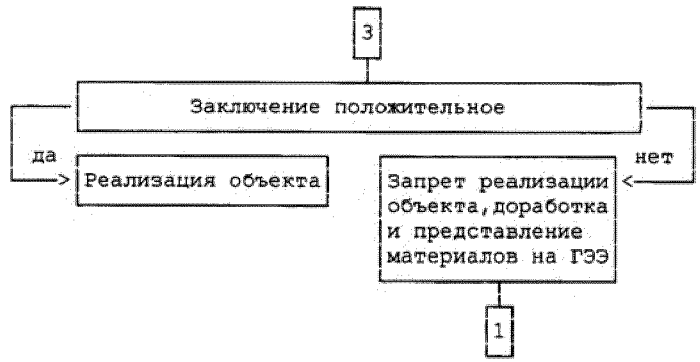 3
Заключение положительное
да
нет
Реализация объекта
Запрет реализации
объекта, доработка
и представление
материалов на ГЭЭ
1